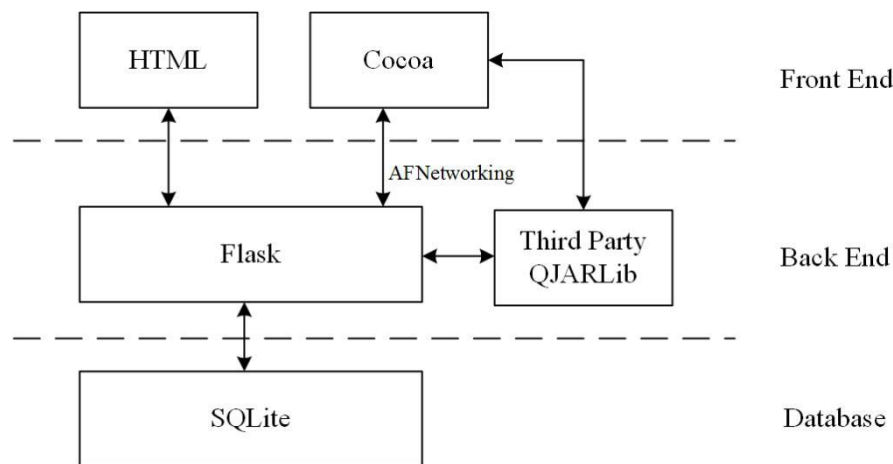 HTML
Cocoa
Front End
AFNetworking
Flask
Third Party
QJARLib
Back End
SQLite
Database